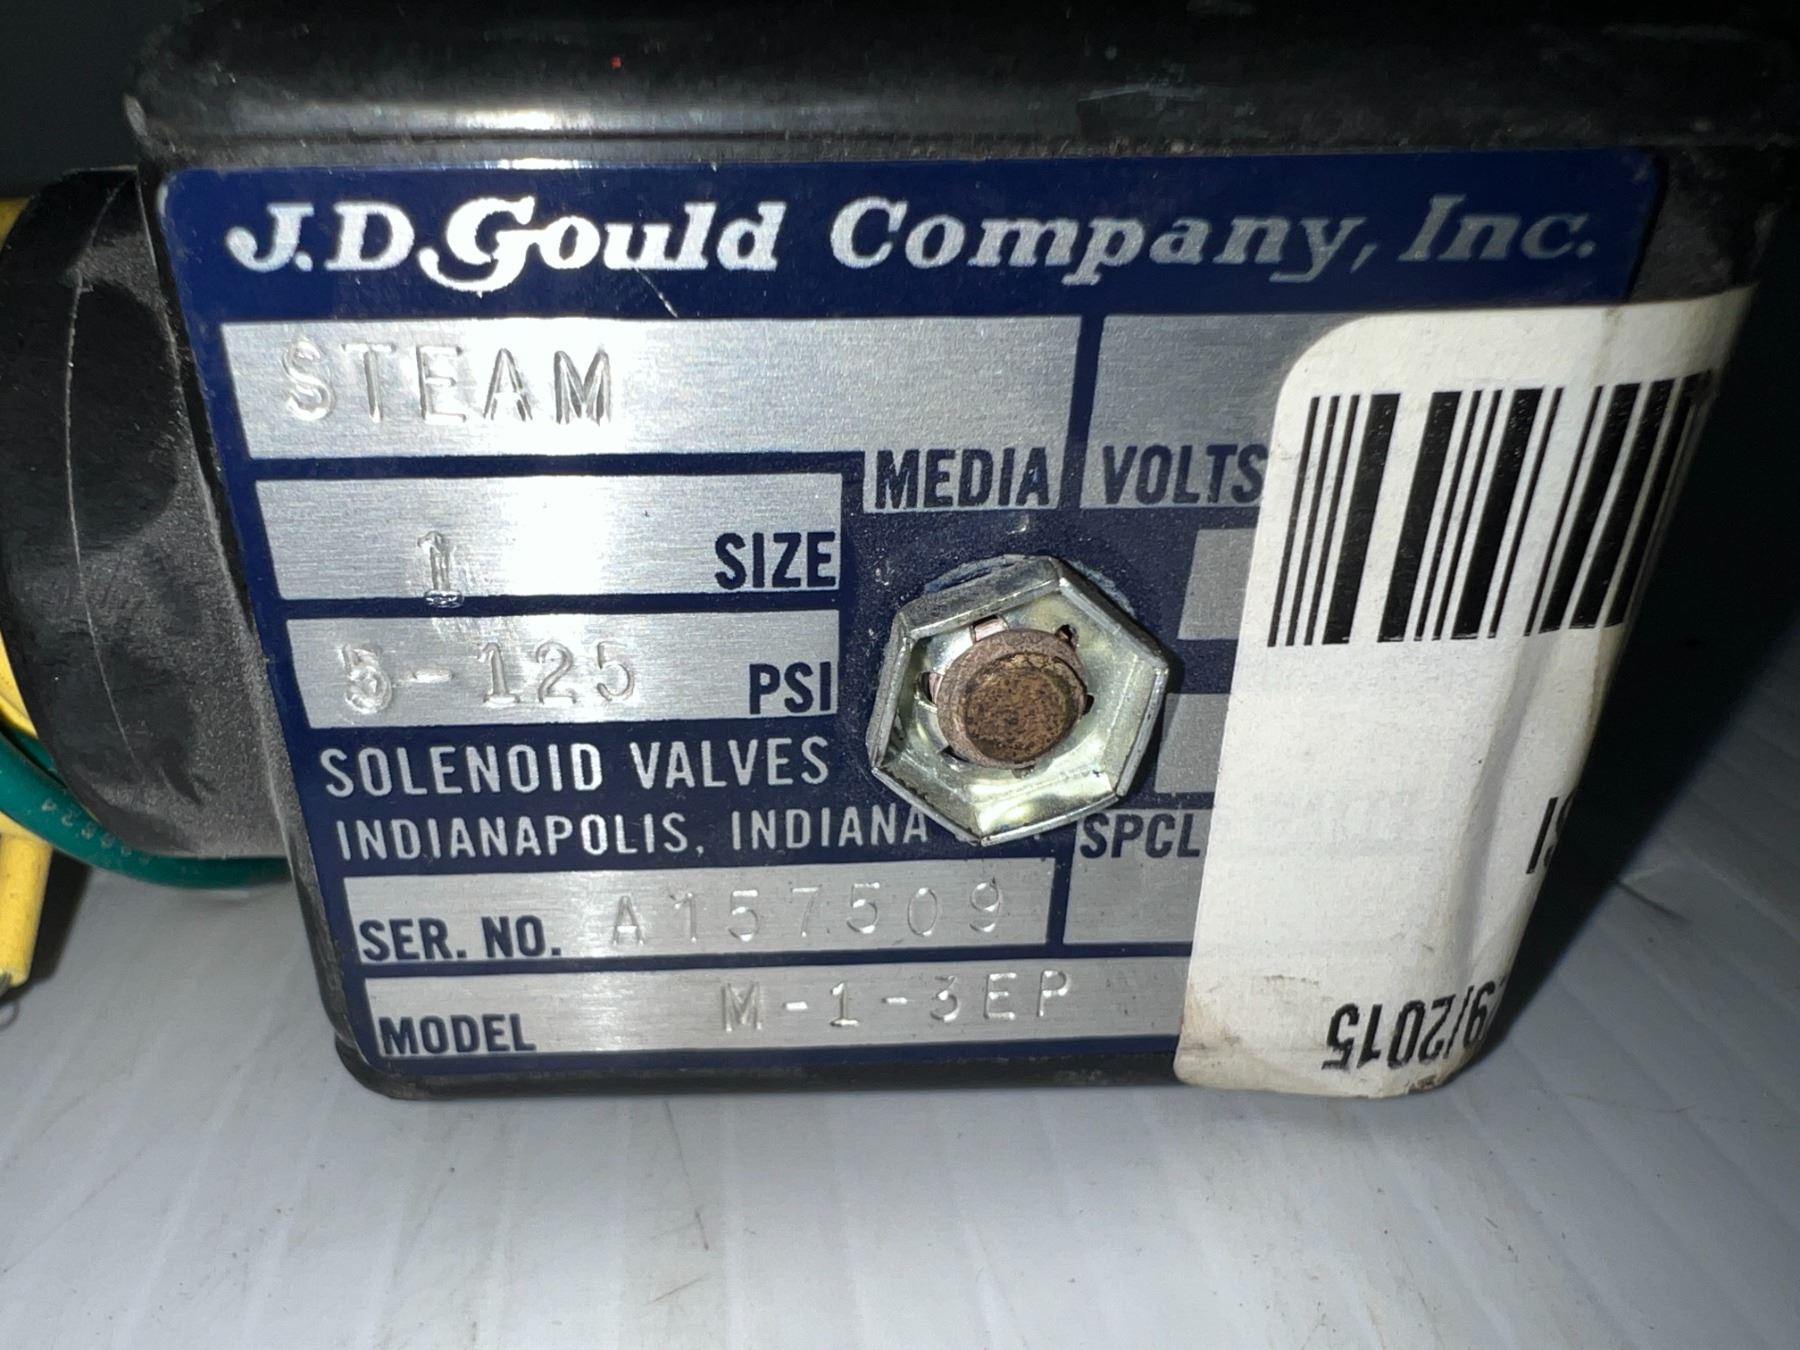 J.D. Gould Company, Inc.
STEAM
MEDIA VOLTS
1 SIZE
5-125 PSI
SOLENOID VALVES
INDIANAPOLIS, INDIANA
SPCL
SER. NO. A157509
MODEL M-1-3EP
9/2015